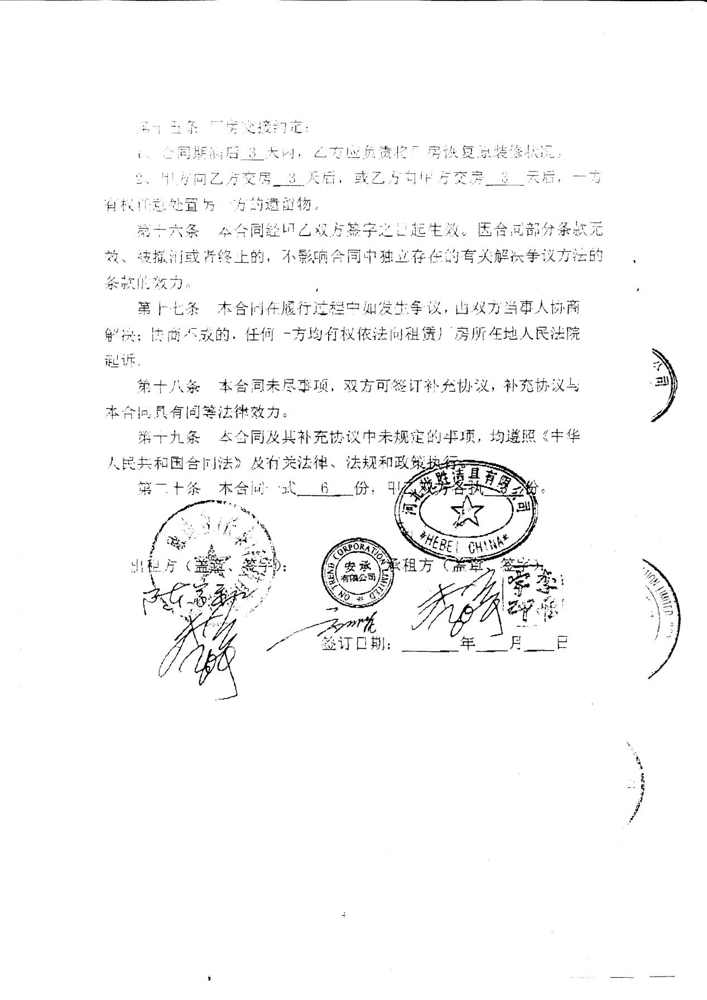 第十五条 厂房交接约定：
1、合同期满后 3 天内，乙方应负责将厂房恢复原装修状况。
2、甲方向乙方交房 3 天后，或乙方向甲方交房 3 天后，一方
有权任意处置另一方的遗留物。
第十六条 本合同经甲乙双方签字之日起生效。因合同部分条款无
效、被撤消或者终止的，不影响合同中独立存在的有关解决争议方法的
条款的效力。
第十七条 本合同在履行过程中如发生争议，由双方当事人协商
解决；协商不成的，任何一方均有权依法向租赁厂房所在地人民法院
起诉。
第十八条 本合同未尽事项，双方可签订补充协议，补充协议与
本合同具有同等法律效力。
第十九条 本合同及其补充协议中未规定的事项，均遵照《中华
人民共和国合同法》及有关法律、法规和政策执行。
第二十条 本合同一式 6 份，甲乙双方各执 3 份。
洁具有限公司
*HEBEI CHINA*
出租方（盖章、签字）：
ON TREND CORPORATION LIMITED *
安承
有限公司
承租方（盖章、签字）
签订日期：____年__月__日
公司
TION LIMITED
4